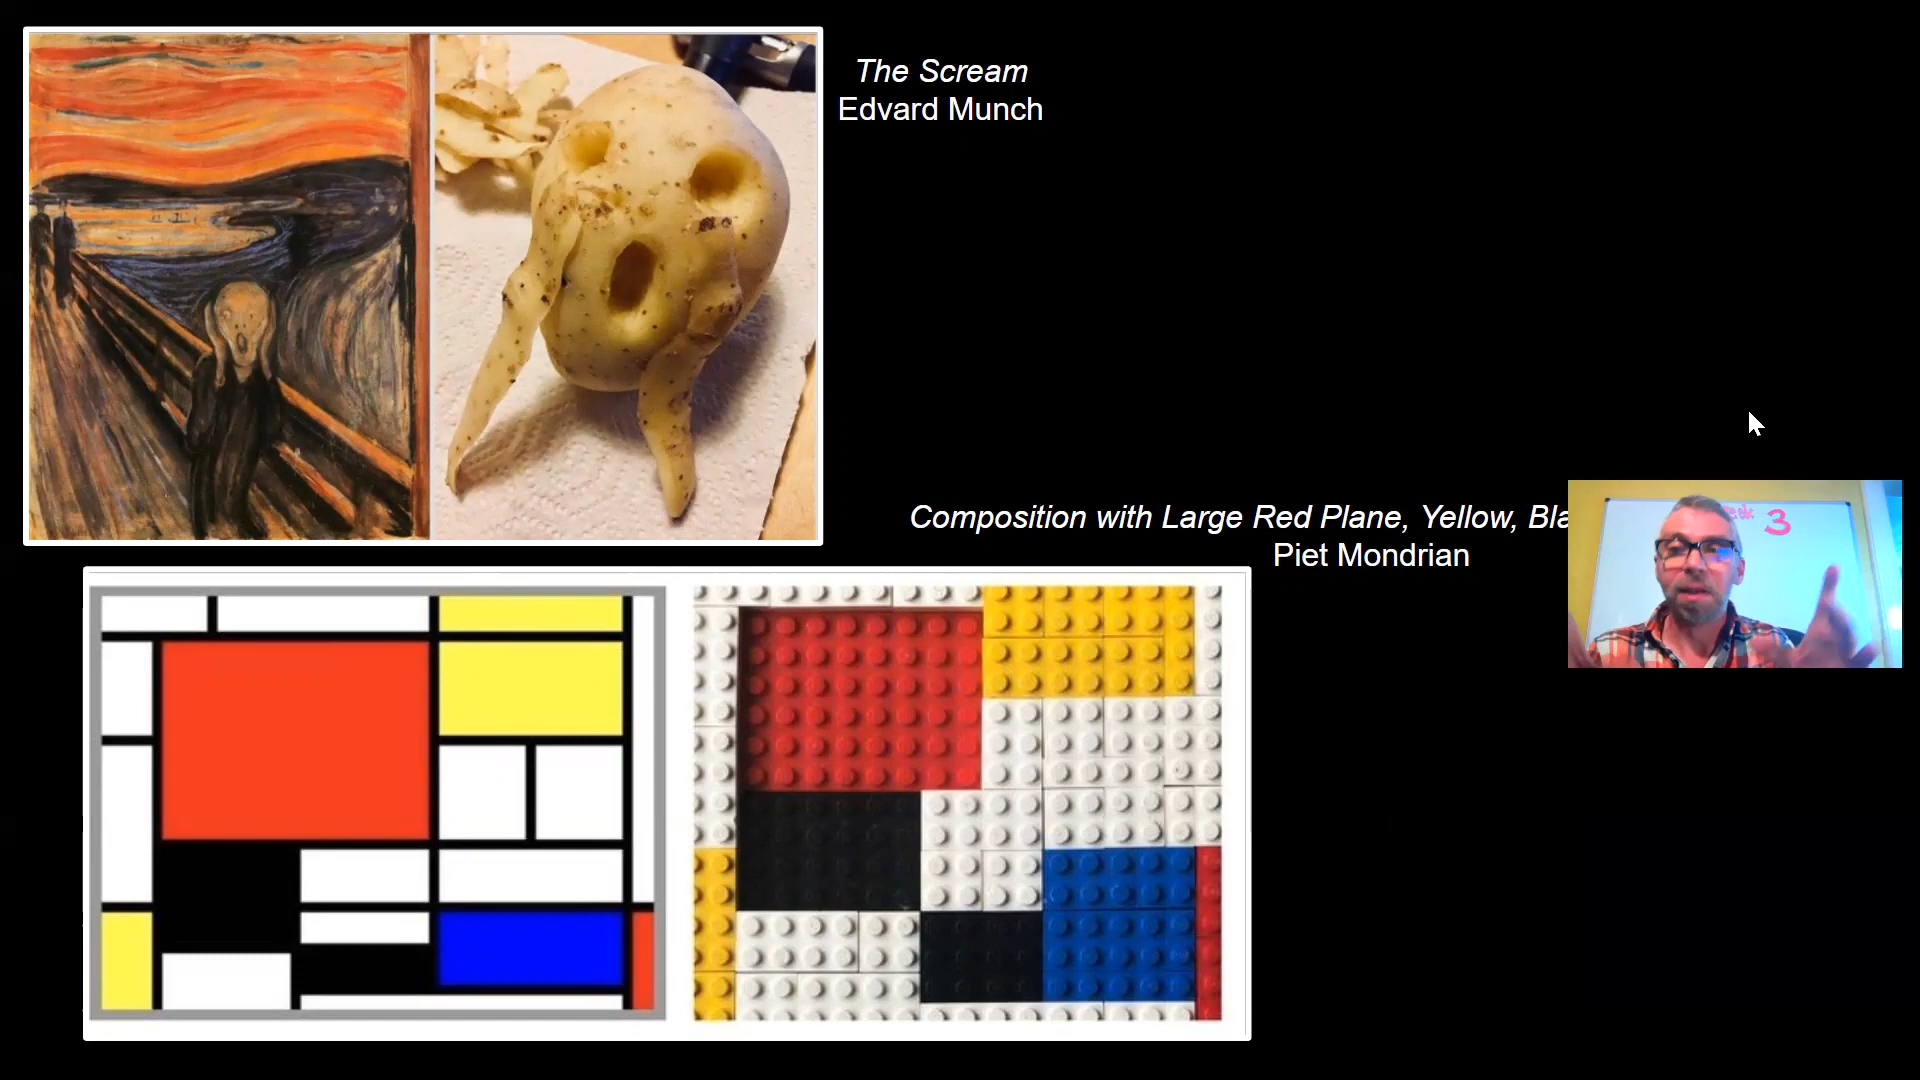 The Scream
Edvard Munch
Composition with Large Red Plane, Yellow, Bla
Piet Mondrian
3